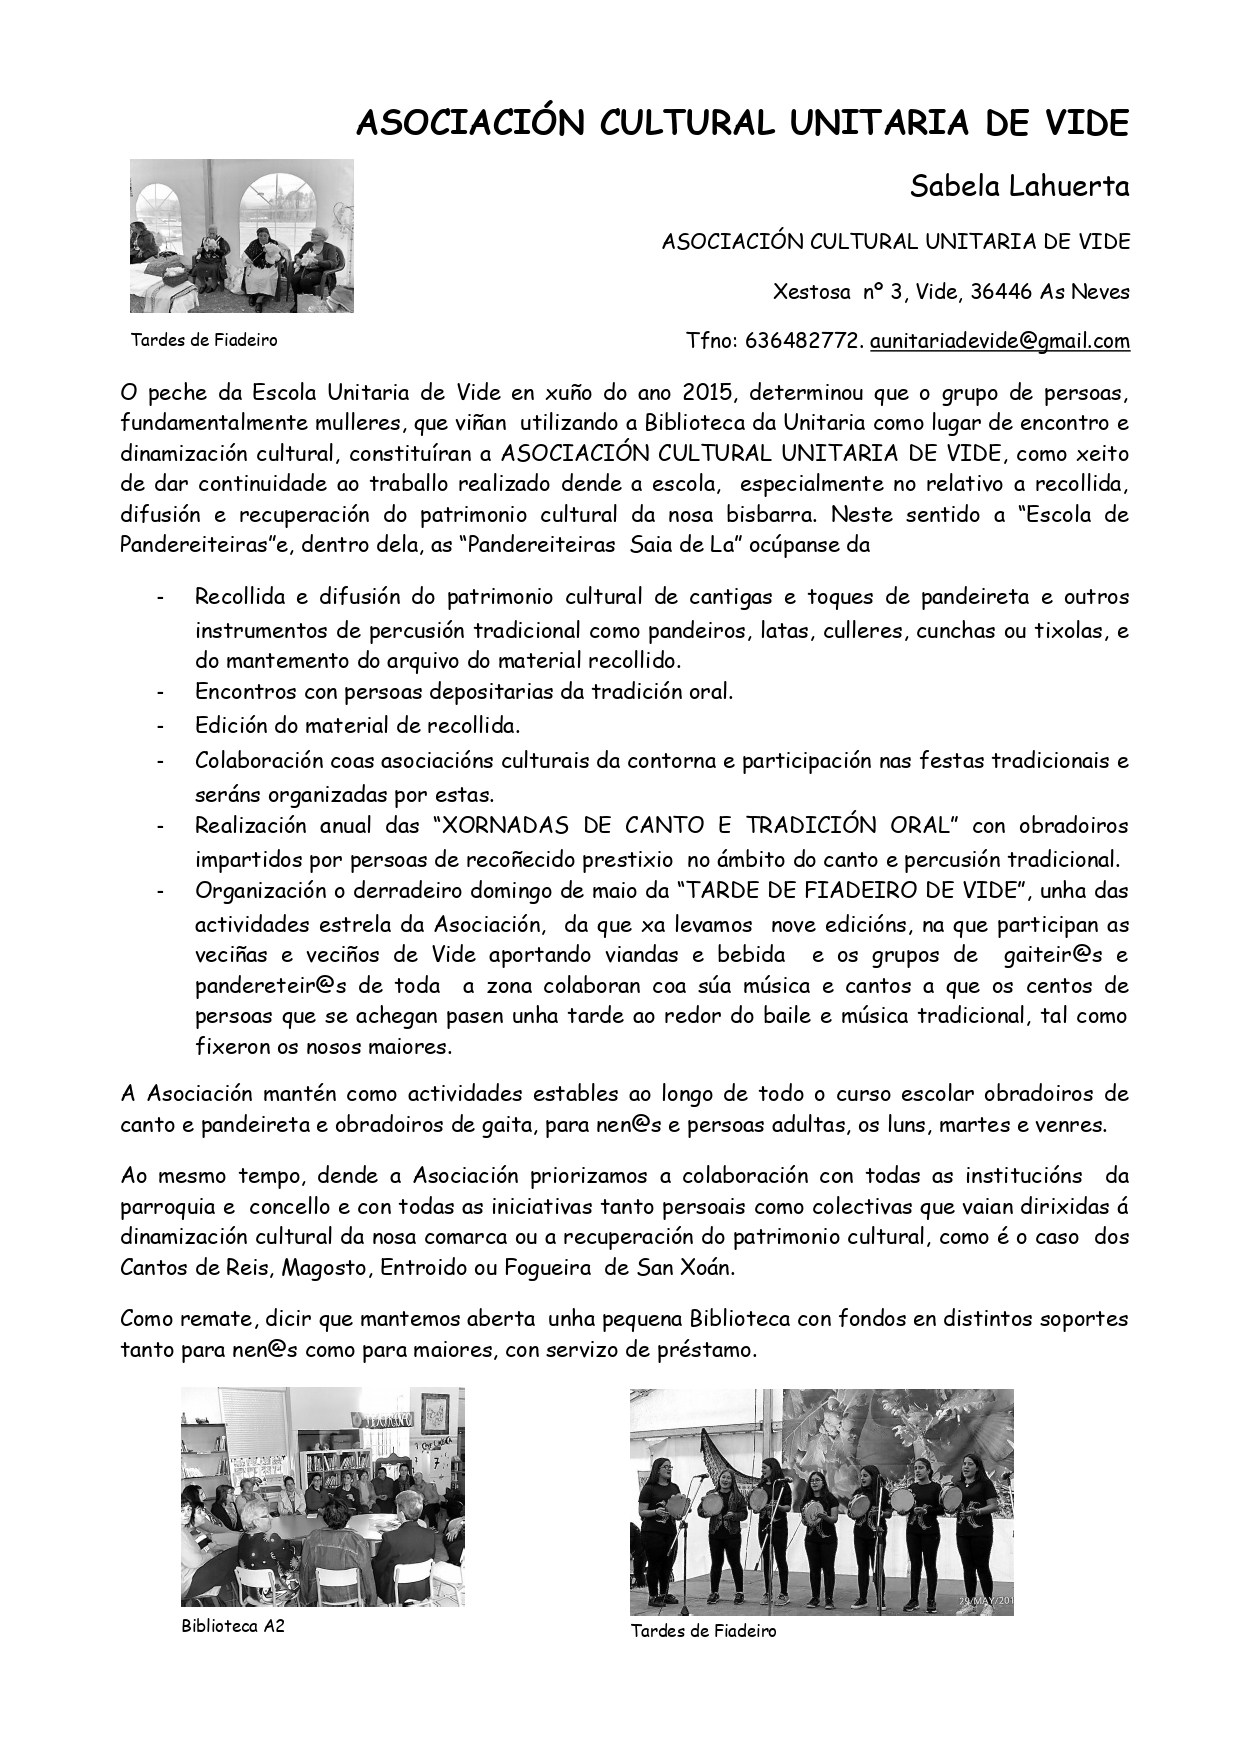 ASOCIACIÓN CULTURAL UNITARIA DE VIDE
Sabela Lahuerta
ASOCIACIÓN CULTURAL UNITARIA DE VIDE
Xestosa nº 3, Vide, 36446 As Neves
Tardes de Fiadeiro
Tfno: 636482772. aunitariadevide@gmail.com
O peche da Escola Unitaria de Vide en xuño do ano 2015, determinou que o grupo de persoas,
fundamentalmente mulleres, que viñan utilizando a Biblioteca da Unitaria como lugar de encontro e
dinamización cultural, constituíran a ASOCIACIÓN CULTURAL UNITARIA DE VIDE, como xeito
de dar continuidade ao traballo realizado dende a escola, especialmente no relativo a recollida,
difusión e recuperación do patrimonio cultural da nosa bisbarra. Neste sentido a “Escola de
Pandereiteiras”e, dentro dela, as “Pandereiteiras Saia de La” ocúpanse da
- Recollida e difusión do patrimonio cultural de cantigas e toques de pandeireta e outros
instrumentos de percusión tradicional como pandeiros, latas, culleres, cunchas ou tixolas, e
do mantemento do arquivo do material recollido.
- Encontros con persoas depositarias da tradición oral.
- Edición do material de recollida.
- Colaboración coas asociacións culturais da contorna e participación nas festas tradicionais e
seráns organizadas por estas.
- Realización anual das “XORNADAS DE CANTO E TRADICIÓN ORAL” con obradoiros
impartidos por persoas de recoñecido prestixio no ámbito do canto e percusión tradicional.
- Organización o derradeiro domingo de maio da “TARDE DE FIADEIRO DE VIDE”, unha das
actividades estrela da Asociación, da que xa levamos nove edicións, na que participan as
veciñas e veciños de Vide aportando viandas e bebida e os grupos de gaiteir@s e
pandereteir@s de toda a zona colaboran coa súa música e cantos a que os centos de
persoas que se achegan pasen unha tarde ao redor do baile e música tradicional, tal como
fixeron os nosos maiores.
A Asociación mantén como actividades estables ao longo de todo o curso escolar obradoiros de
canto e pandeireta e obradoiros de gaita, para nen@s e persoas adultas, os luns, martes e venres.
Ao mesmo tempo, dende a Asociación priorizamos a colaboración con todas as institucións da
parroquia e concello e con todas as iniciativas tanto persoais como colectivas que vaian dirixidas á
dinamización cultural da nosa comarca ou a recuperación do patrimonio cultural, como é o caso dos
Cantos de Reis, Magosto, Entroido ou Fogueira de San Xoán.
Como remate, dicir que mantemos aberta unha pequena Biblioteca con fondos en distintos soportes
tanto para nen@s como para maiores, con servizo de préstamo.
29/MAY/201
Biblioteca A2
Tardes de Fiadeiro